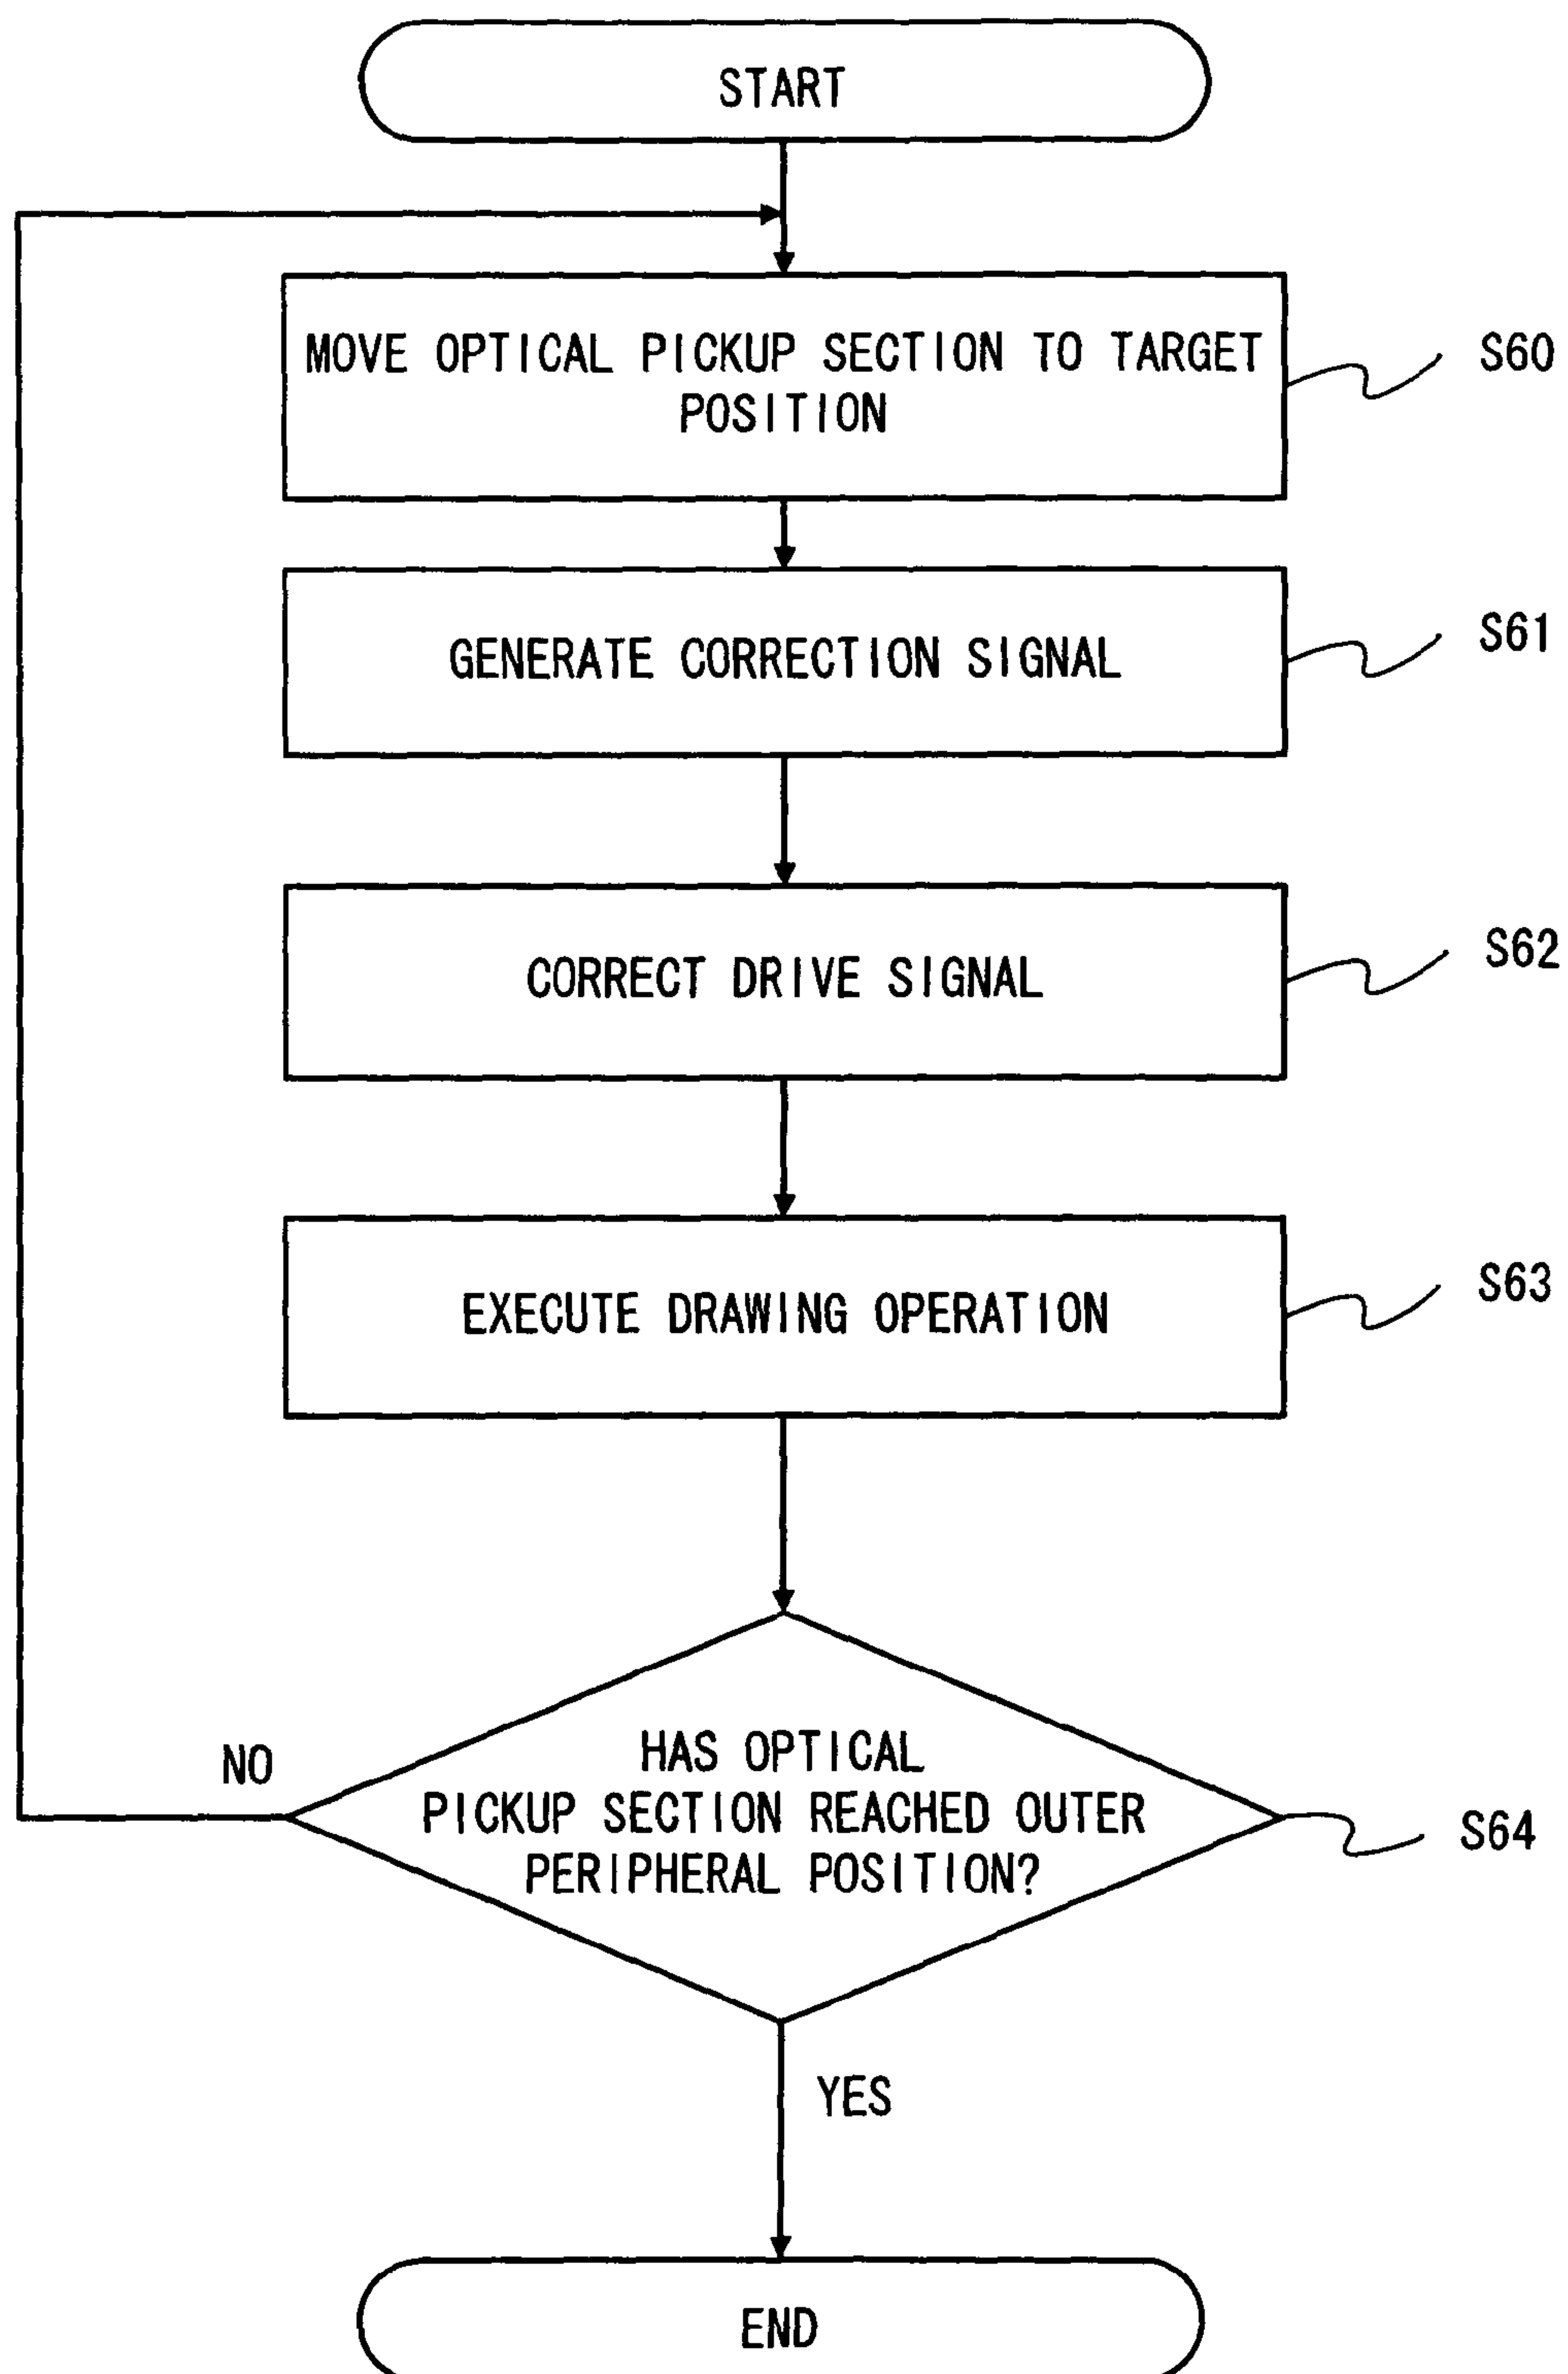 START
MOVE OPTICAL PICKUP SECTION TO TARGET
POSITION
S60
GENERATE CORRECTION SIGNAL
S61
CORRECT DRIVE SIGNAL
S62
EXECUTE DRAWING OPERATION
S63
HAS OPTICAL
PICKUP SECTION REACHED OUTER
PERIPHERAL POSITION?
S64
NO
YES
END